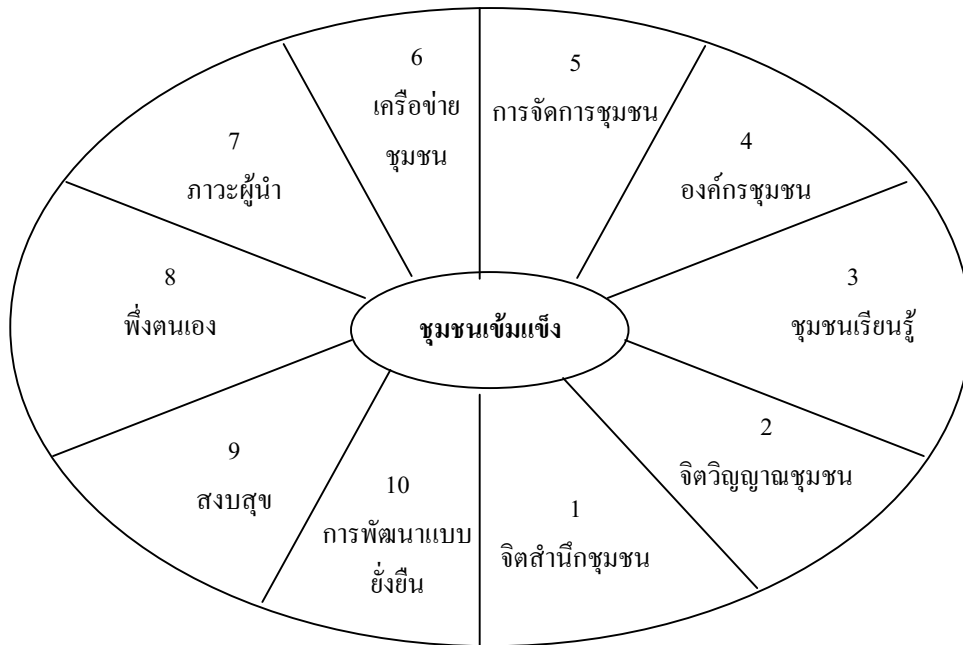 6
เครือข่าย
ชุมชน
5
การจัดการชุมชน
7
ภาวะผู้นำ
4
องค์กรชุมชน
8
พึ่งตนเอง
ชุมชนเข้มแข็ง
3
ชุมชนเรียนรู้
9
สงบสุข
10
การพัฒนาแบบ
ยั่งยืน
1
จิตสำนึกชุมชน
2
จิตวิญญาณชุมชน